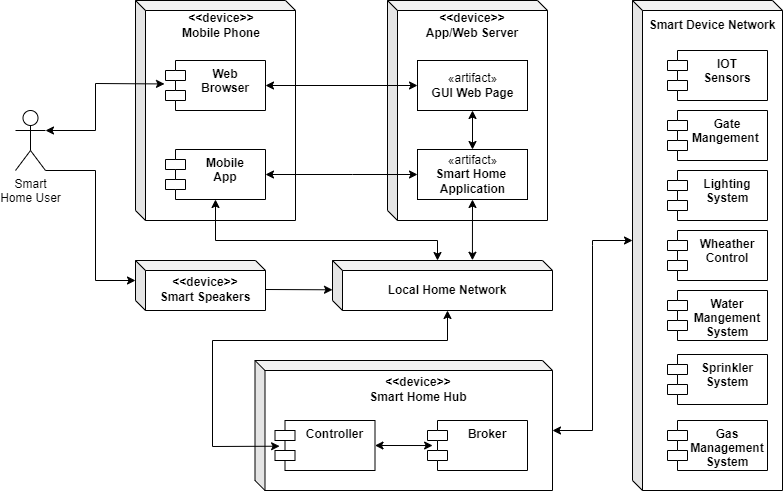 <<device>>
Mobile Phone
Web
Browser
Mobile
App
<<device>>
App/Web Server
«artifact»
GUI Web Page
«artifact»
Smart Home
Application
Smart Device Network
IOT
Sensors
Gate
Mangement
Lighting
System
Wheather
Control
Water
Mangement
System
Sprinkler
System
Gas
Management
System
Smart
Home User
<<device>>
Smart Speakers
Local Home Network
<<device>>
Smart Home Hub
Controller
Broker